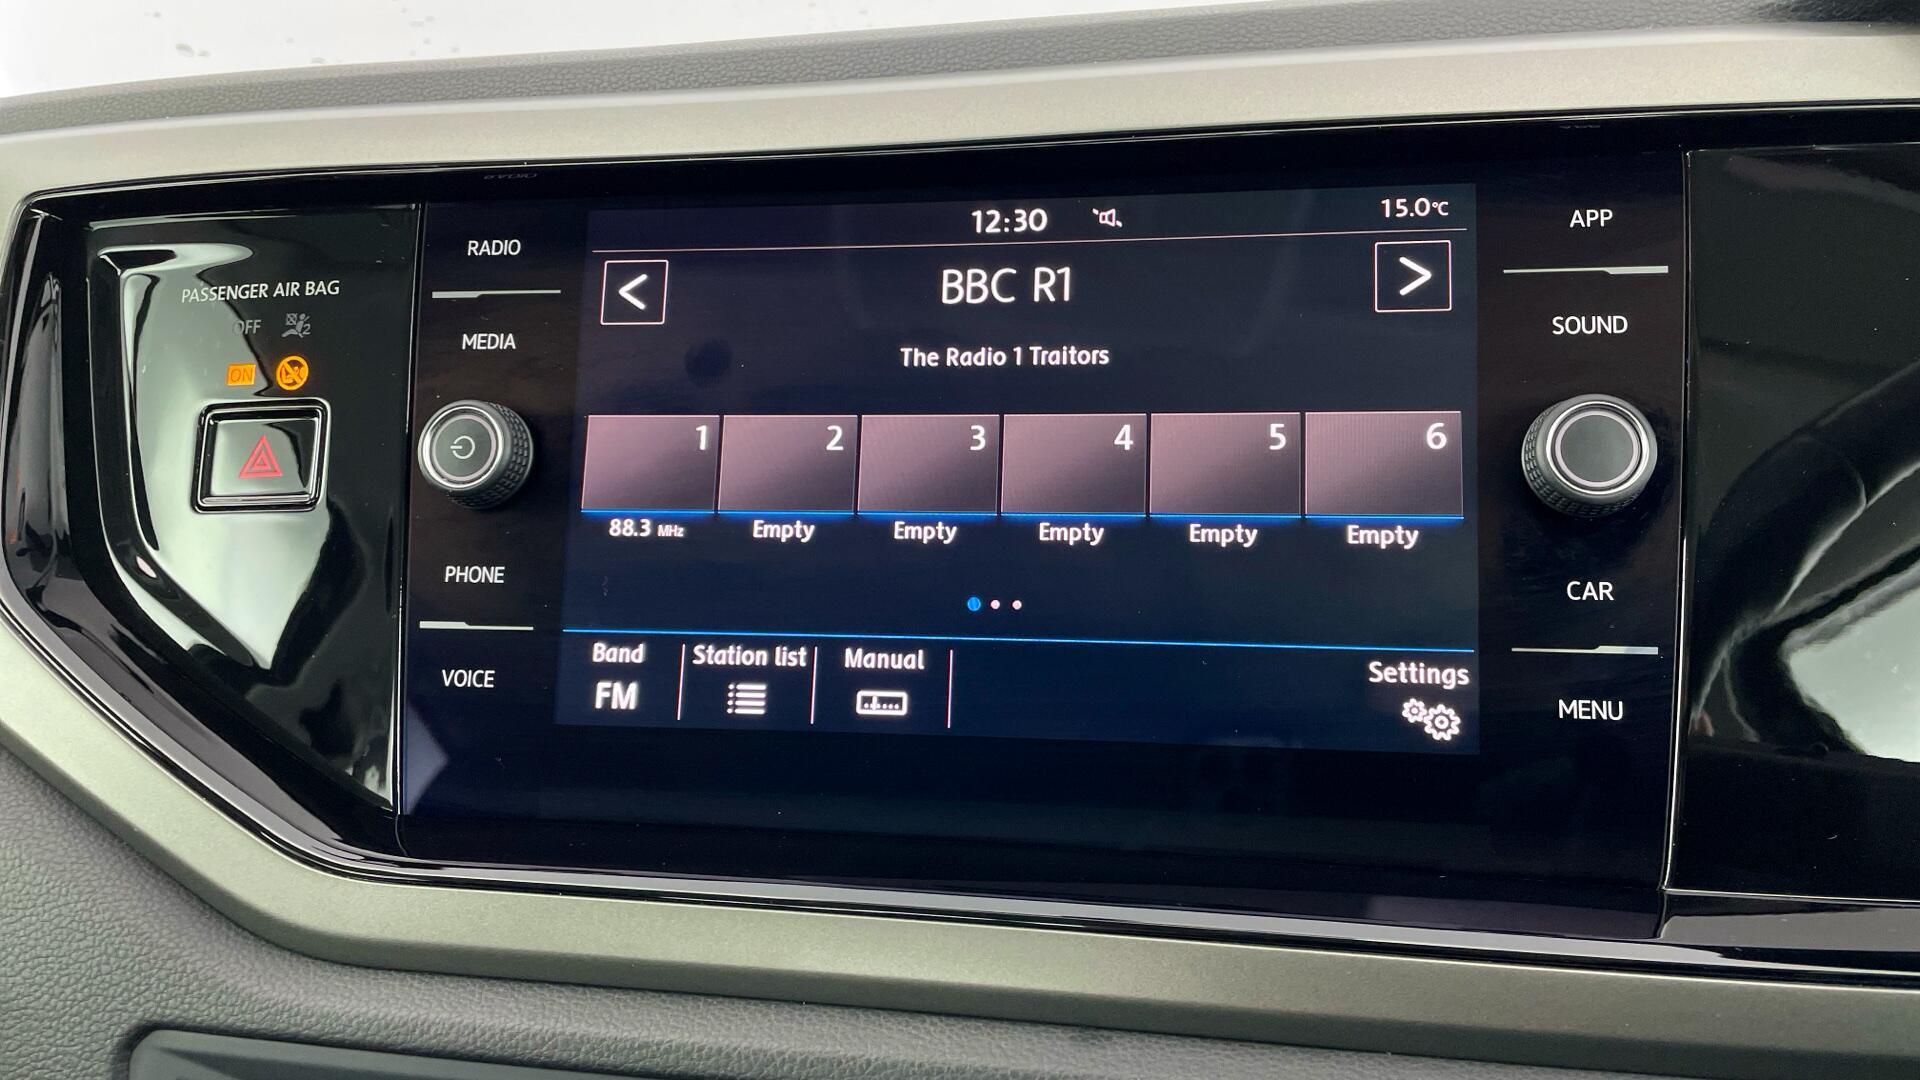 12:30
15.0°C
RADIO
APP
BBC R1
PASSENGER AIR BAG
OFF
2
MEDIA
SOUND
The Radio 1 Traitors
ON
1 2 3 4 5 6
88.3 MHz Empty Empty Empty Empty Empty
PHONE
CAR
Band Station list Manual Settings
FM
VOICE
MENU